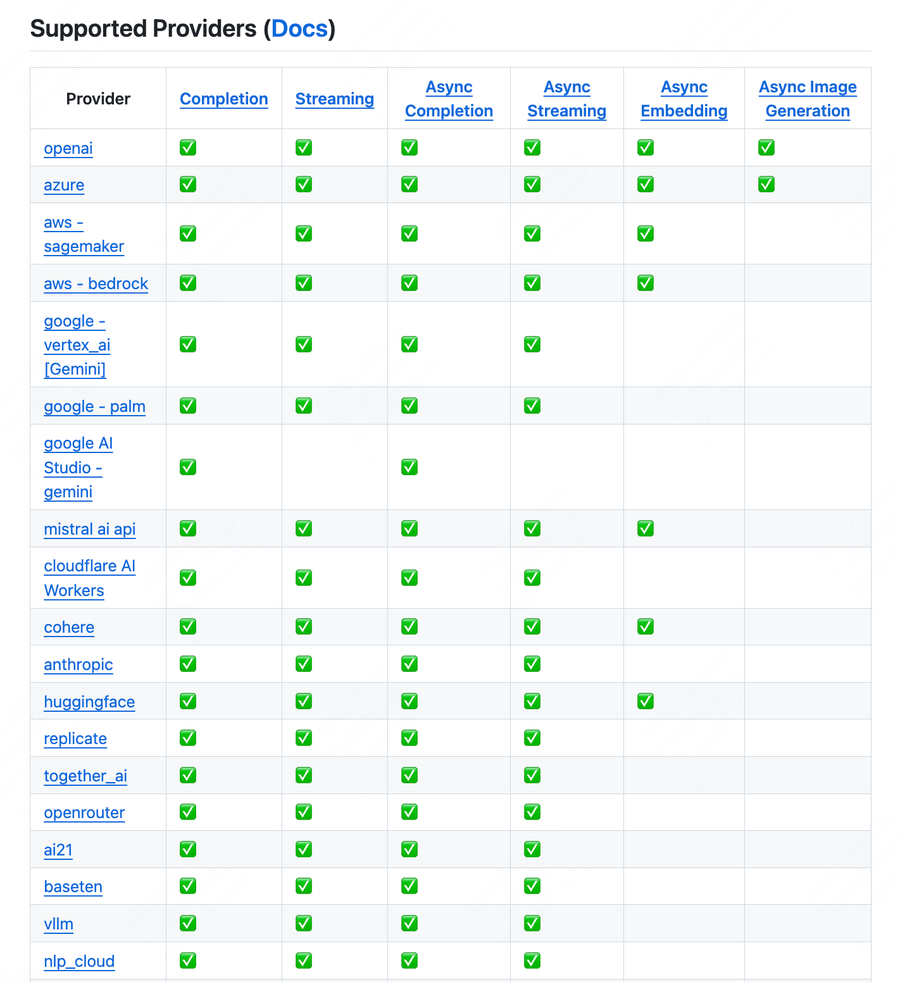 Supported Providers (Docs)
Provider Completion Streaming Async Completion Async Streaming Async Embedding Async Image Generation
openai ✅ ✅ ✅ ✅ ✅ ✅
azure ✅ ✅ ✅ ✅ ✅ ✅
aws - sagemaker ✅ ✅ ✅ ✅ ✅
aws - bedrock ✅ ✅ ✅ ✅ ✅
google - vertex_ai [Gemini] ✅ ✅ ✅ ✅
google - palm ✅ ✅ ✅ ✅
google AI Studio - gemini ✅ ✅
mistral ai api ✅ ✅ ✅ ✅ ✅
cloudflare AI Workers ✅ ✅ ✅ ✅
cohere ✅ ✅ ✅ ✅ ✅
anthropic ✅ ✅ ✅ ✅
huggingface ✅ ✅ ✅ ✅ ✅
replicate ✅ ✅ ✅ ✅
together_ai ✅ ✅ ✅ ✅
openrouter ✅ ✅ ✅ ✅
ai21 ✅ ✅ ✅ ✅
baseten ✅ ✅ ✅ ✅
vllm ✅ ✅ ✅ ✅
nlp_cloud ✅ ✅ ✅ ✅